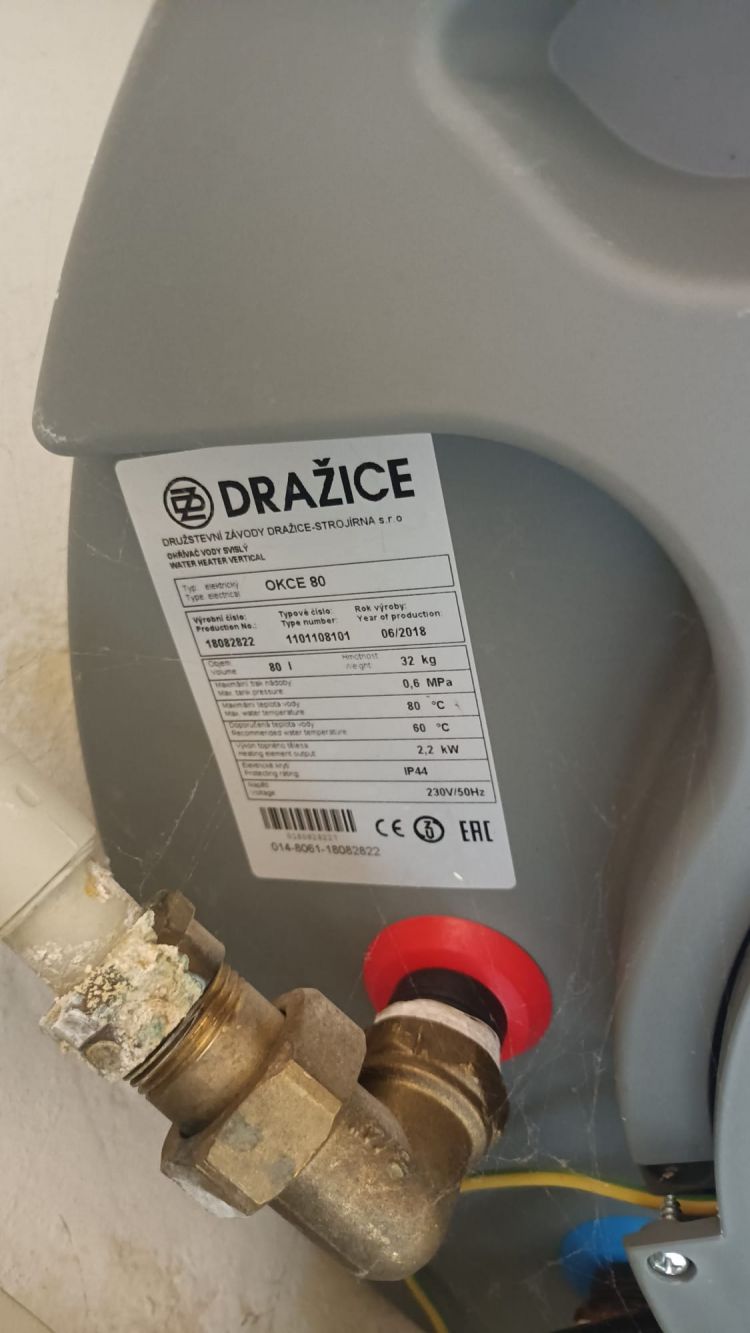 DRAŽICE
DRUŽSTEVNÍ ZÁVODY DRAŽICE-STROJÍRNA s.r.o
OHŘÍVAČ VODY SVISLÝ
WATER HEATER VERTICAL
Typ elektrický
Type electrical
OKCE 80
Výrobní číslo:
Production No.:
18082822
Typové číslo:
Type number:
1101108101
Rok výroby:
Year of production:
06/2018
Objem
Volume
80 l
Hmotnost
Weight
32 kg
Maximální tlak nádoby
Max. tank pressure
0,6 MPa
Maximální teplota vody
Max. water temperature
80 °C
Doporučená teplota vody
Recommended water temperature
60 °C
Výkon topného tělesa
Heating element output
2,2 kW
Elektrické krytí
Protecting rating
IP44
Napětí
Voltage
230V/50Hz
CE
EAC
014-8061-18082822